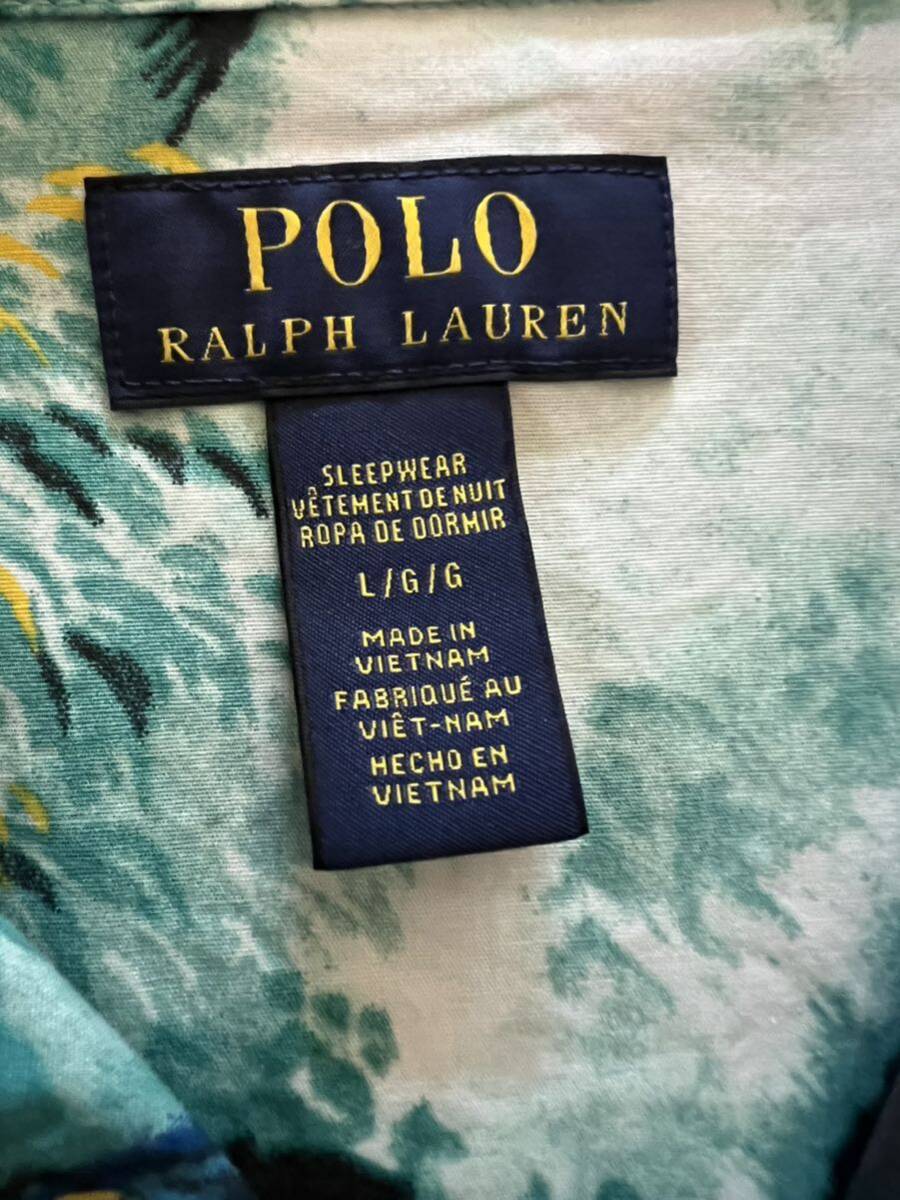 POLO
RALPH LAUREN
SLEEPWEAR
VÊTEMENT DE NUIT
ROPA DE DORMIR
L/G/G
MADE IN
VIETNAM
FABRIQUÉ AU
VIÊT-NAM
HECHO EN
VIETNAM